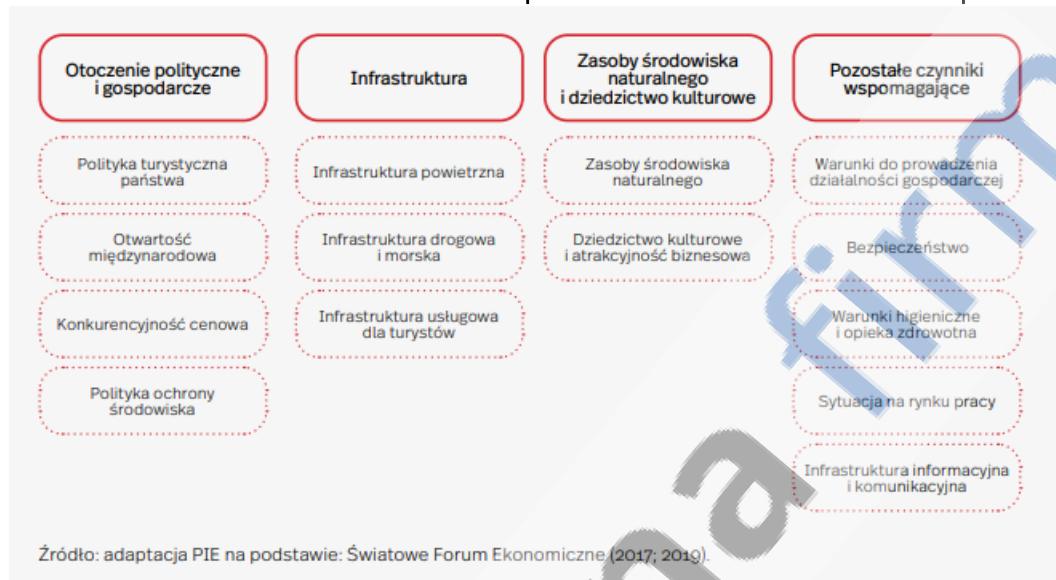 Otoczenie polityczne
i gospodarcze
Polityka turystyczna
państwa
Otwartość
międzynarodowa
Konkurencyjność cenowa
Polityka ochrony
środowiska
Infrastruktura
Infrastruktura powietrzna
Infrastruktura drogowa
i morska
Infrastruktura usługowa
dla turystów
Zasoby środowiska
naturalnego
i dziedzictwo kulturowe
Zasoby środowiska
naturalnego
Dziedzictwo kulturowe
i atrakcyjność biznesowa
Pozostałe czynniki
wspomagające
Warunki do prowadzenia
działalności gospodarczej
Bezpieczeństwo
Warunki higieniczne
i opieka zdrowotna
Sytuacja na rynku pracy
Infrastruktura informacyjna
i komunikacyjna
Źródło: adaptacja PIE na podstawie: Światowe Forum Ekonomiczne (2017; 2019).